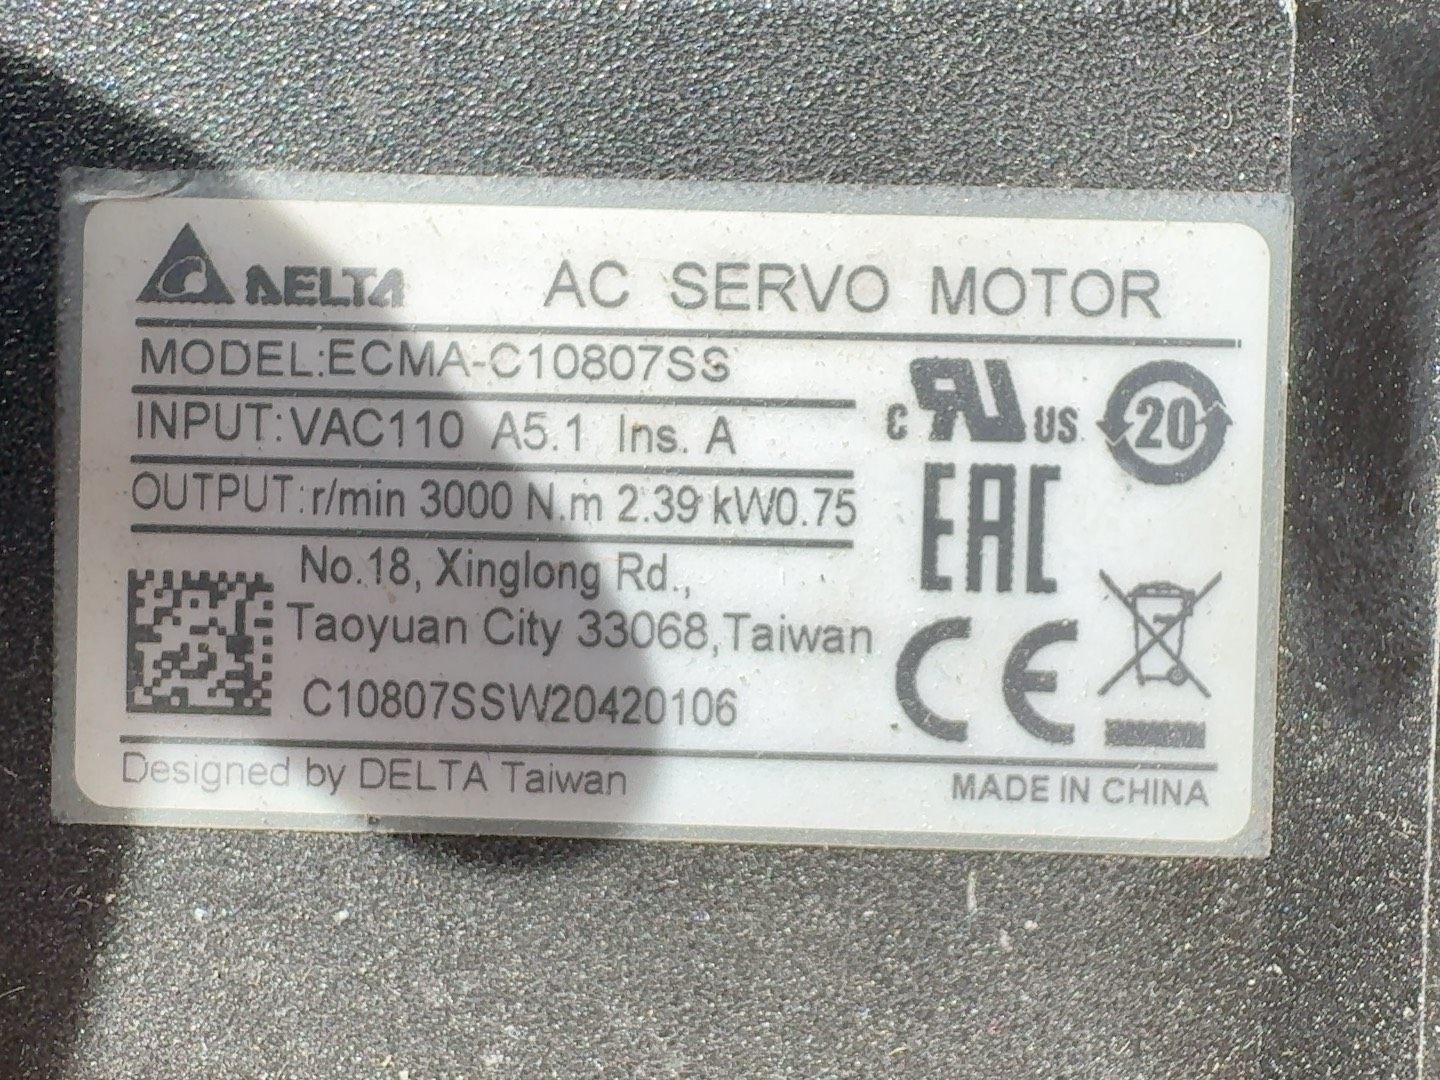 DELTA AC SERVO MOTOR
MODEL:ECMA-C10807SS
INPUT:VAC110 A5.1 Ins. A
OUTPUT:r/min 3000 N.m 2.39 kW0.75
c RU US
20
EAC
No.18, Xinglong Rd.,
Taoyuan City 33068,Taiwan
C10807SSW20420106
CE
Designed by DELTA Taiwan
MADE IN CHINA